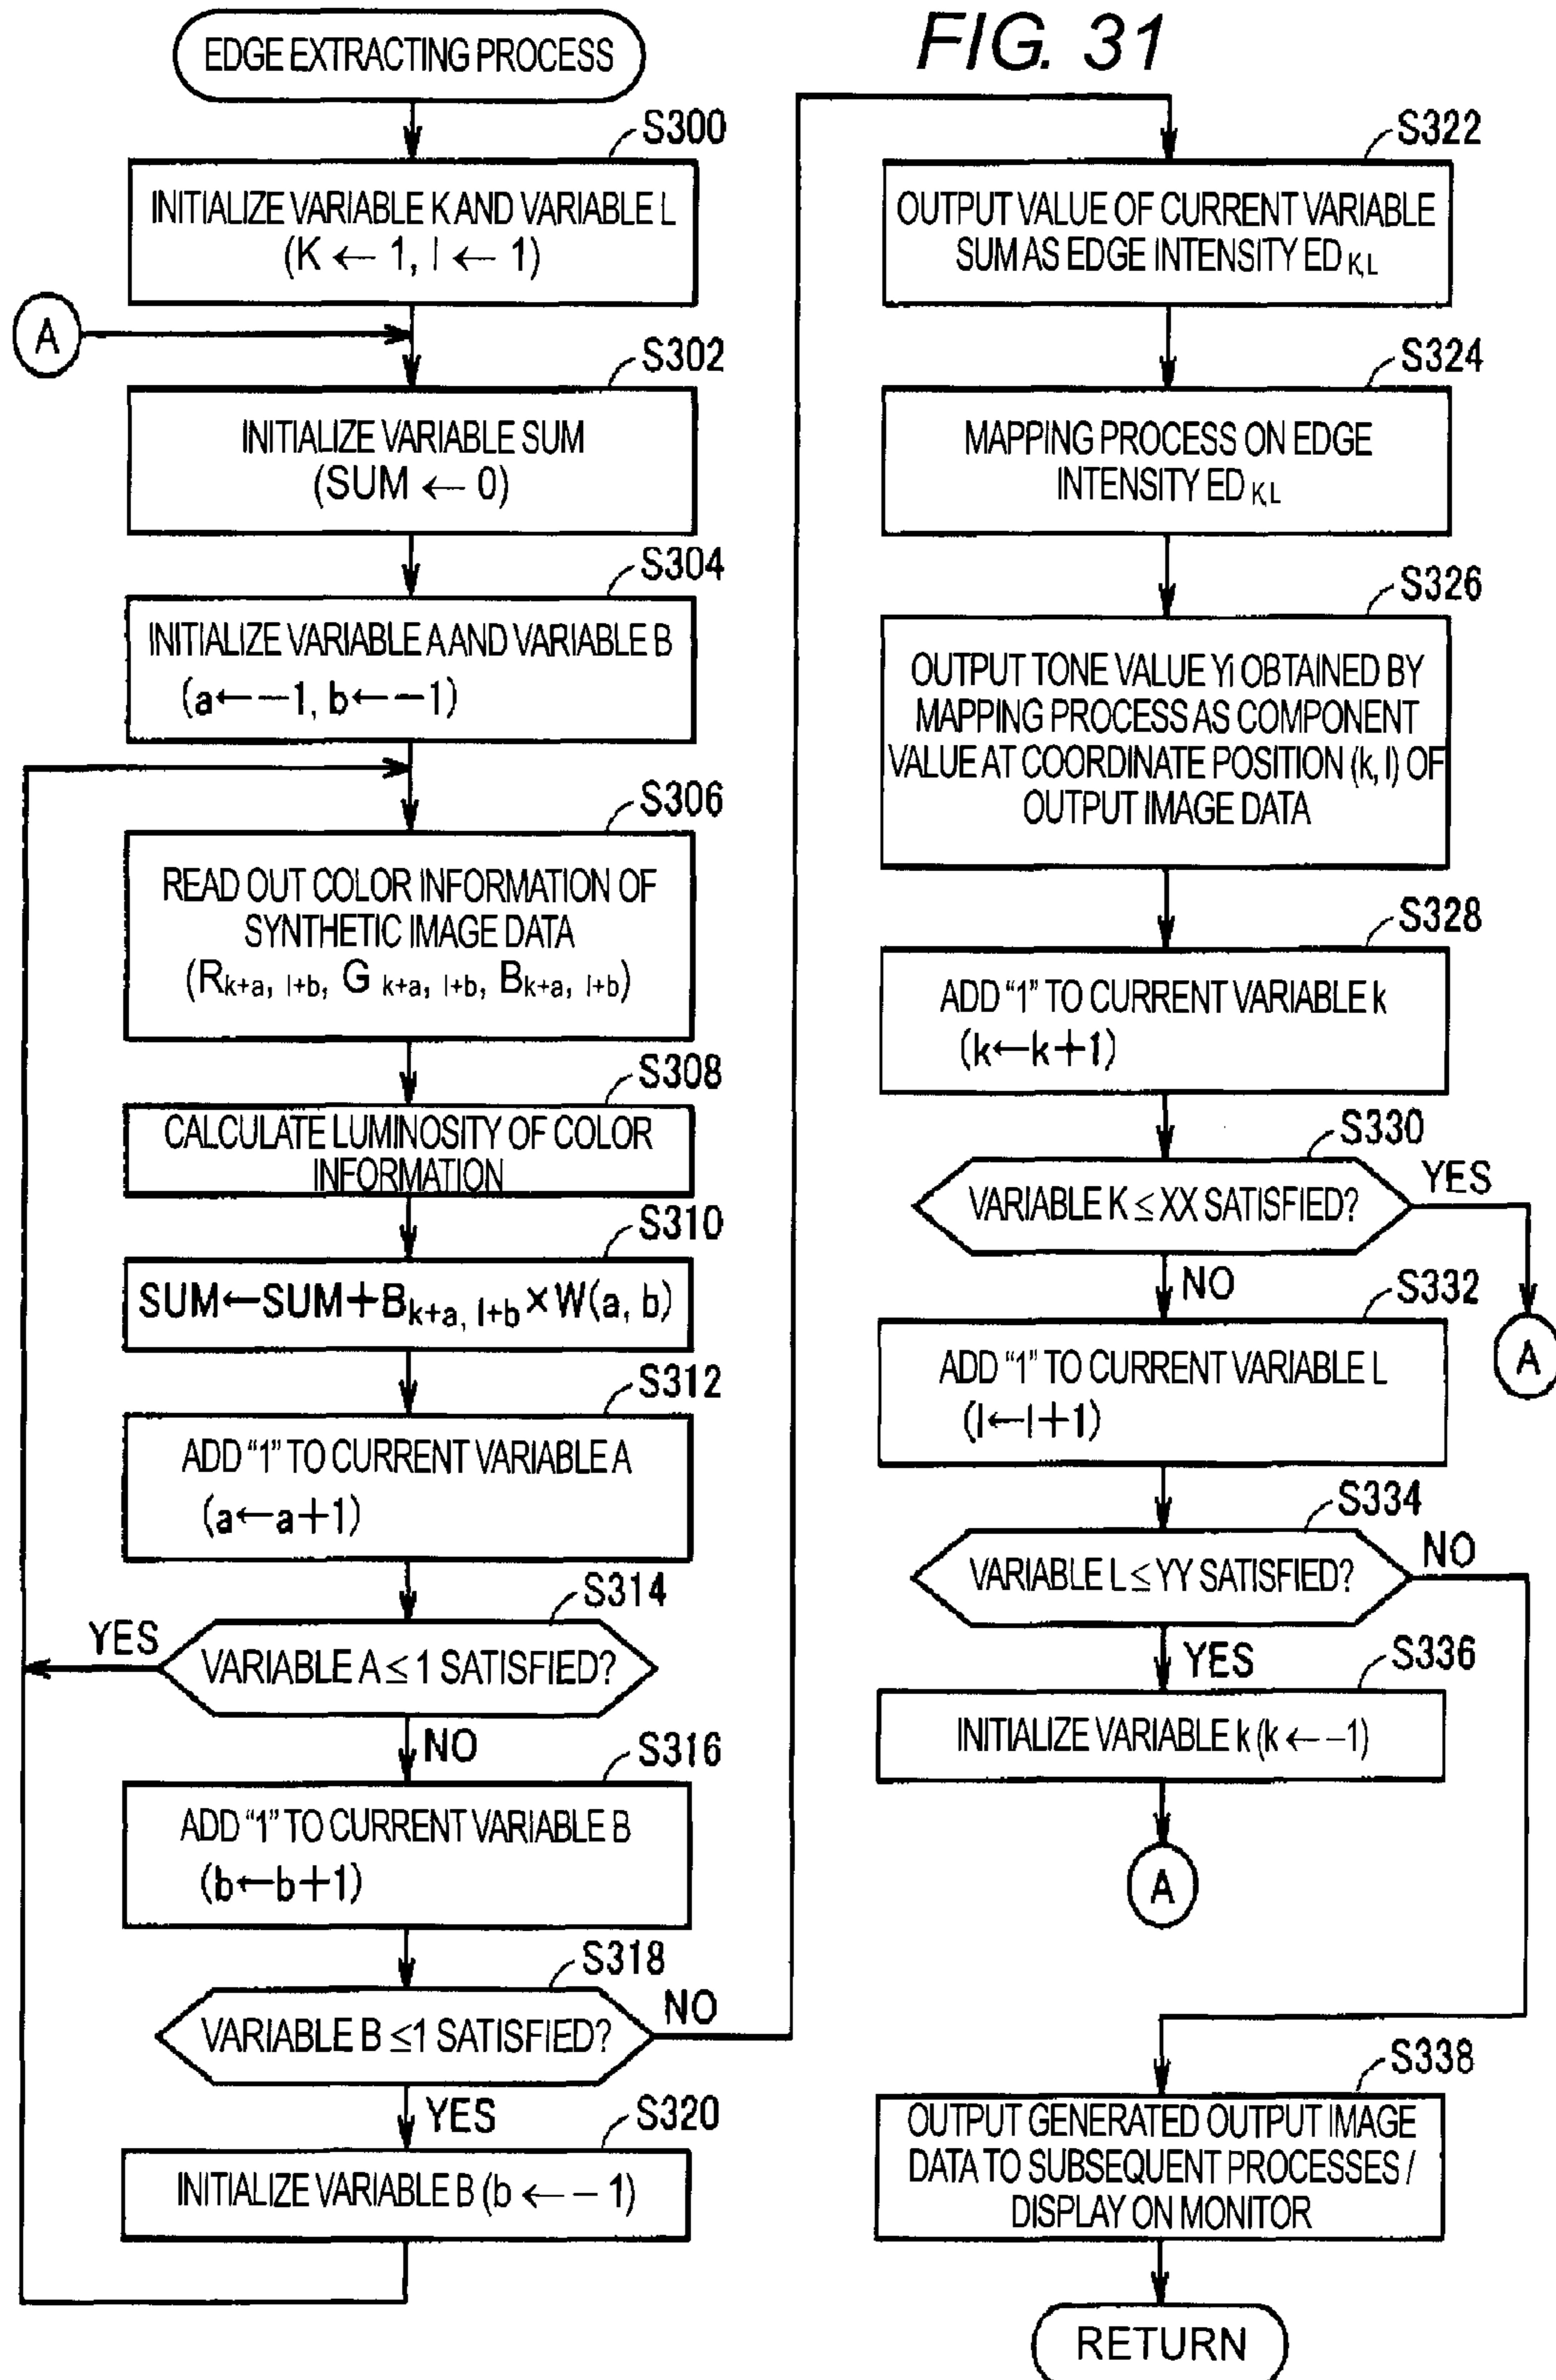 FIG. 31
EDGE EXTRACTING PROCESS
S300
INITIALIZE VARIABLE K AND VARIABLE L
(K ← 1, l ← 1)
A
S302
INITIALIZE VARIABLE SUM
(SUM ← 0)
S304
INITIALIZE VARIABLE A AND VARIABLE B
(a←−1, b←−1)
S306
READ OUT COLOR INFORMATION OF
SYNTHETIC IMAGE DATA
(Rk+a, l+b, G k+a, l+b, Bk+a, l+b)
S308
CALCULATE LUMINOSITY OF COLOR
INFORMATION
S310
SUM←SUM+Bk+a, l+b×W(a, b)
S312
ADD “1” TO CURRENT VARIABLE A
(a←a+1)
S314
YES
VARIABLE A ≤ 1 SATISFIED?
NO
S316
ADD “1” TO CURRENT VARIABLE B
(b←b+1)
S318
VARIABLE B ≤1 SATISFIED?
NO
YES
S320
INITIALIZE VARIABLE B (b ←− 1)
S322
OUTPUT VALUE OF CURRENT VARIABLE
SUM AS EDGE INTENSITY ED K,L
S324
MAPPING PROCESS ON EDGE
INTENSITY ED K,L
S326
OUTPUT TONE VALUE Yi OBTAINED BY
MAPPING PROCESS AS COMPONENT
VALUE AT COORDINATE POSITION (k, l) OF
OUTPUT IMAGE DATA
S328
ADD “1” TO CURRENT VARIABLE k
(k←k+1)
S330
VARIABLE K ≤ XX SATISFIED?
YES
NO
A
S332
ADD “1” TO CURRENT VARIABLE L
(l←l+1)
S334
VARIABLE L ≤ YY SATISFIED?
NO
YES
S336
INITIALIZE VARIABLE k (k ←−1)
A
S338
OUTPUT GENERATED OUTPUT IMAGE
DATA TO SUBSEQUENT PROCESSES /
DISPLAY ON MONITOR
RETURN